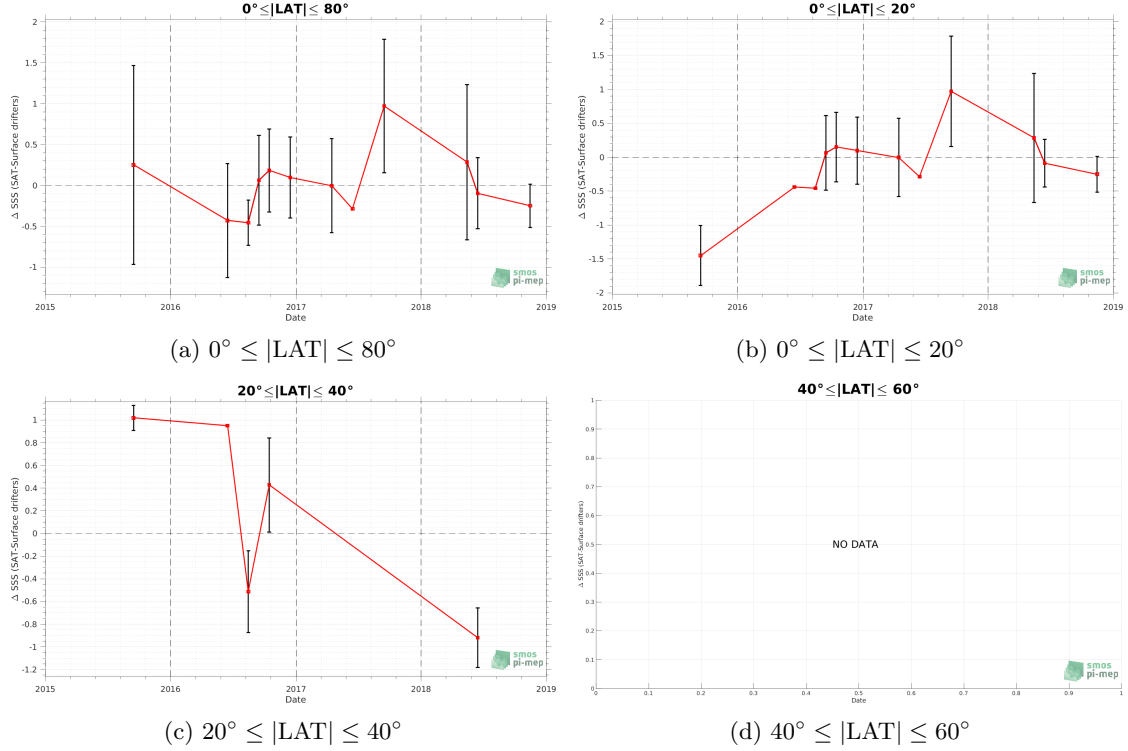 0°≤|LAT|≤ 80°
2
1.5
1
0.5
0
-0.5
-1
Δ SSS (SAT-Surface drifters)
2015
2016
2017
2018
2019
Date
smos
pi-mep
(a) 0° ≤ |LAT| ≤ 80°
0°≤|LAT|≤ 20°
2
1.5
1
0.5
0
-0.5
-1
-1.5
-2
Δ SSS (SAT-Surface drifters)
2015
2016
2017
2018
2019
Date
smos
pi-mep
(b) 0° ≤ |LAT| ≤ 20°
20°≤|LAT|≤ 40°
1
0.8
0.6
0.4
0.2
0
-0.2
-0.4
-0.6
-0.8
-1
-1.2
Δ SSS (SAT-Surface drifters)
2015
2016
2017
2018
2019
Date
smos
pi-mep
(c) 20° ≤ |LAT| ≤ 40°
40°≤|LAT|≤ 60°
1
0.9
0.8
0.7
0.6
0.5
0.4
0.3
0.2
0.1
0
Δ SSS (SAT-Surface drifters)
NO DATA
0
0.1
0.2
0.3
0.4
0.5
0.6
0.7
0.8
0.9
1
Date
smos
pi-mep
(d) 40° ≤ |LAT| ≤ 60°